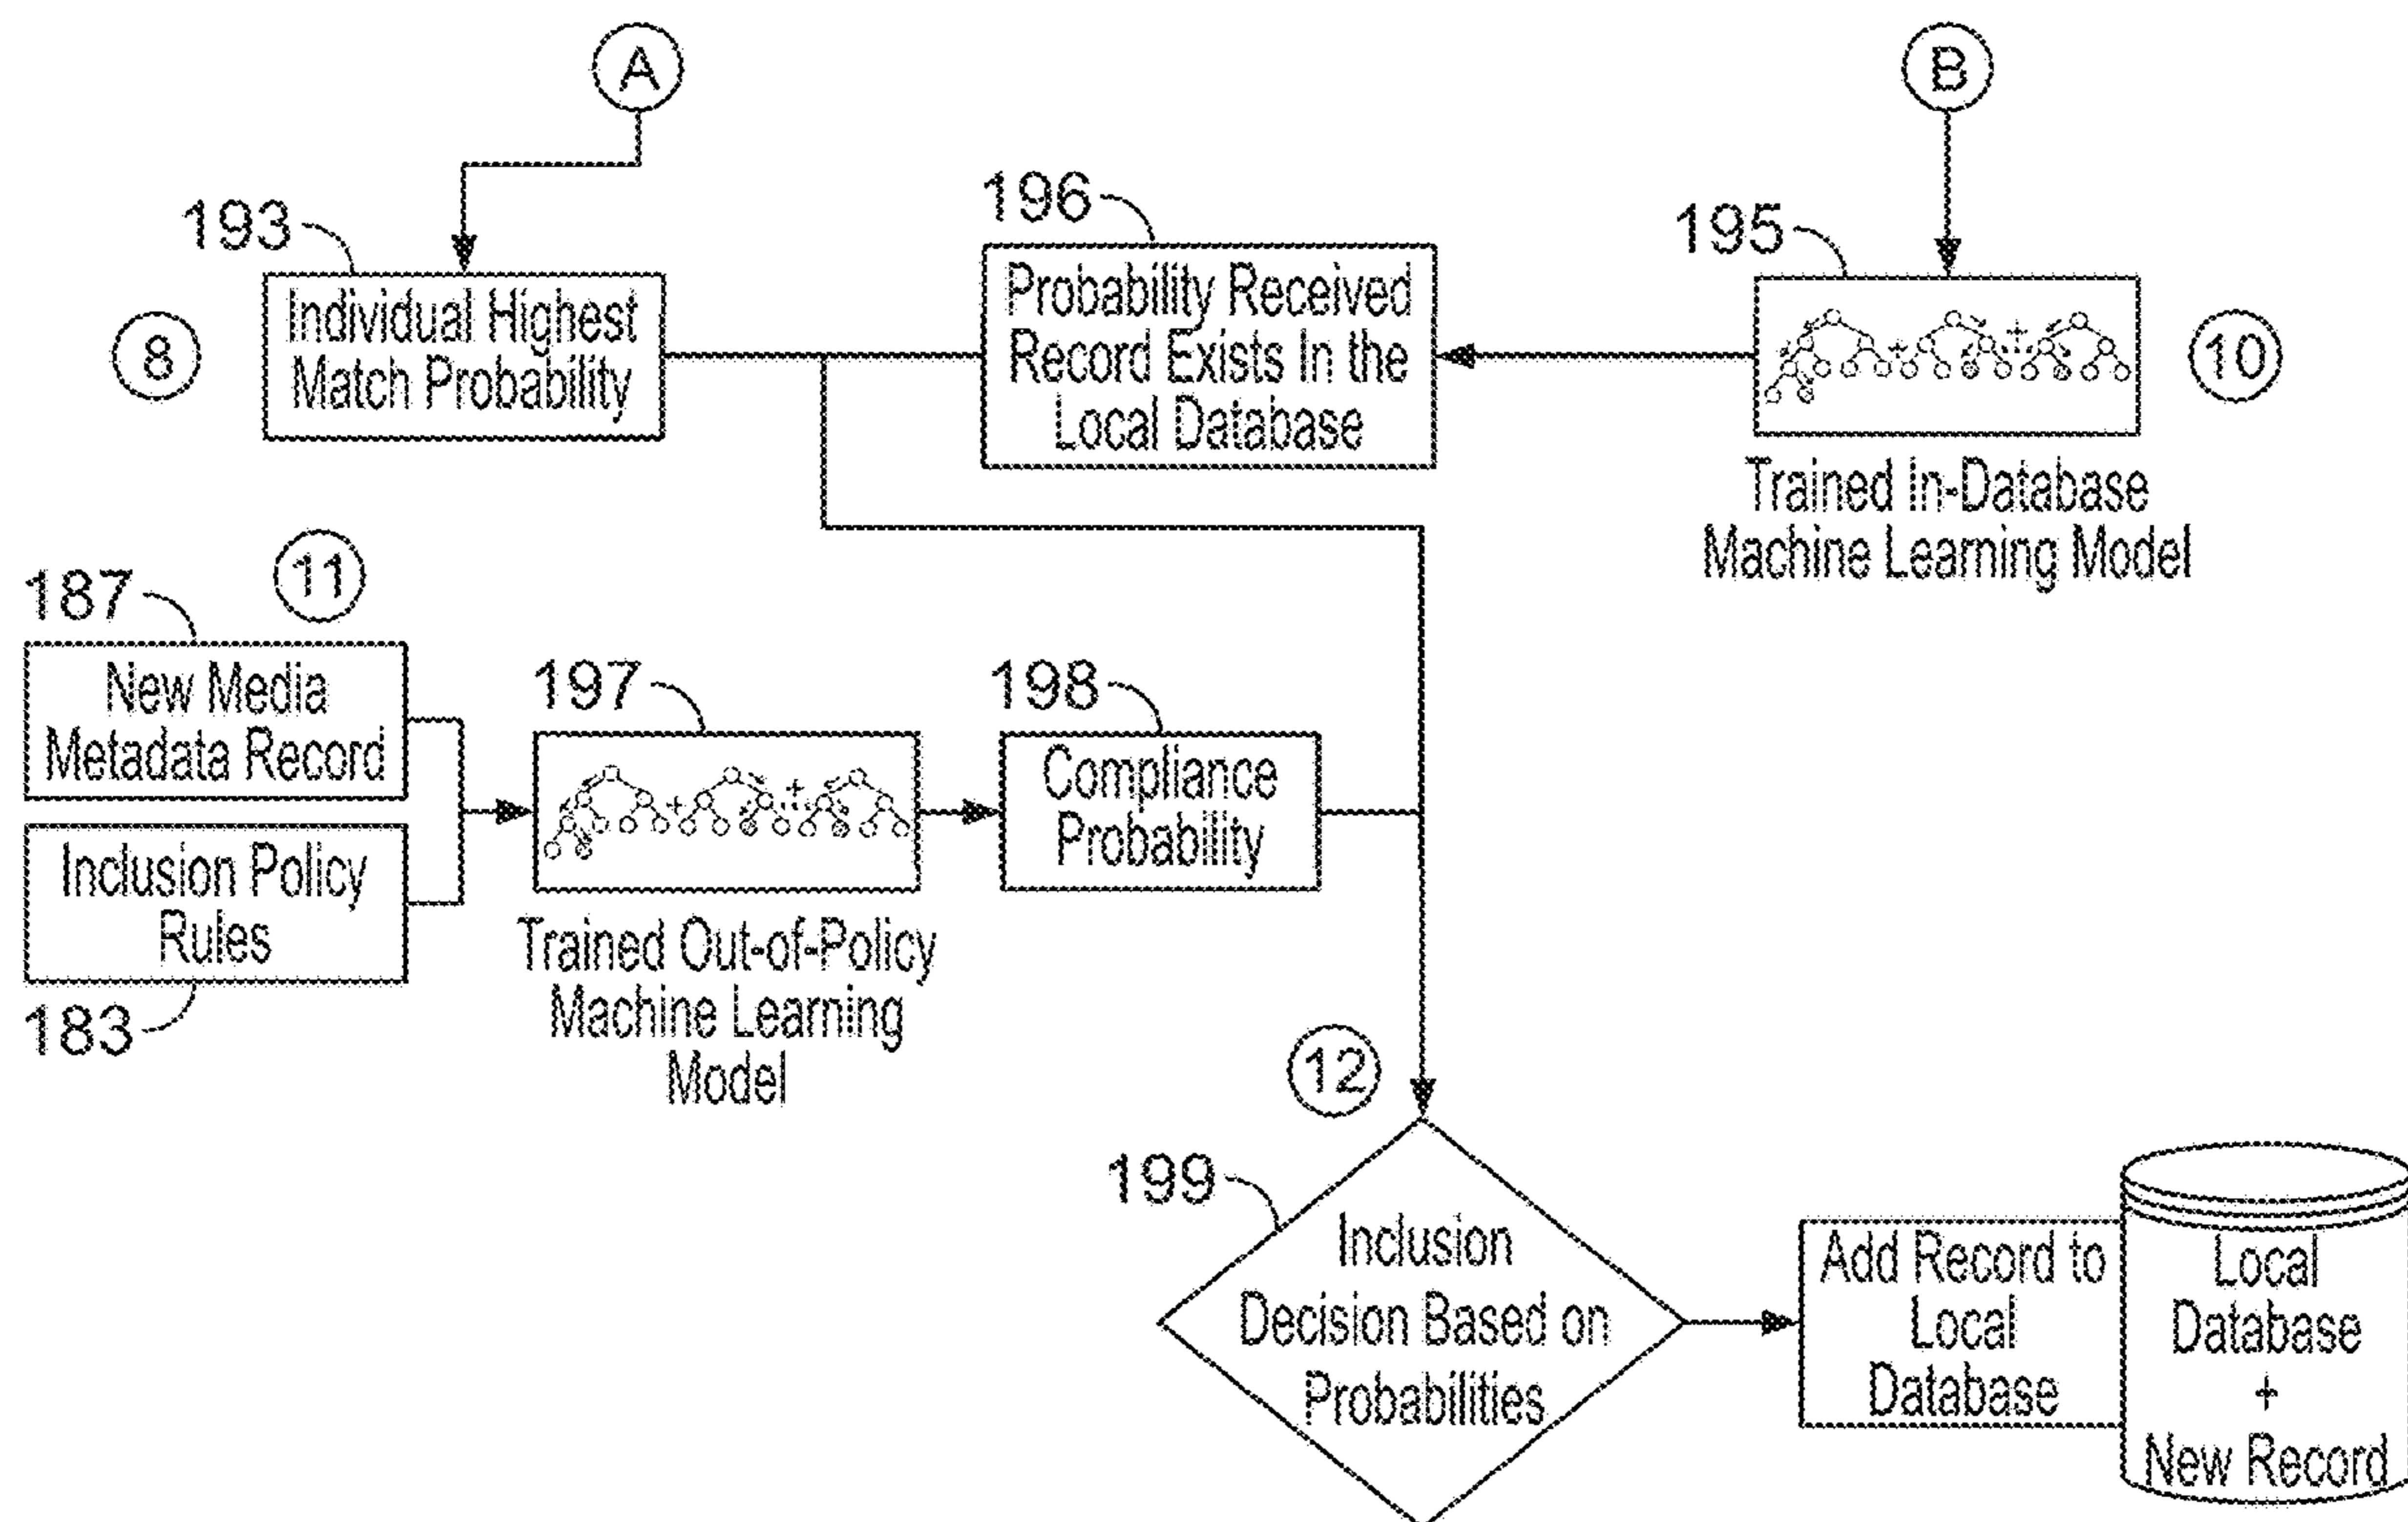 A
B
193
196
195
8
Individual Highest
Match Probability
Probability Received
Record Exists In the
Local Database
10
Trained In-Database
Machine Learning Model
11
187
New Media
Metadata Record
Inclusion Policy
Rules
183
197
+
+
Trained Out-of-Policy
Machine Learning
Model
198
Compliance
Probability
12
199
Inclusion
Decision Based on
Probabilities
Add Record to
Local
Database
Local
Database
+
New Record